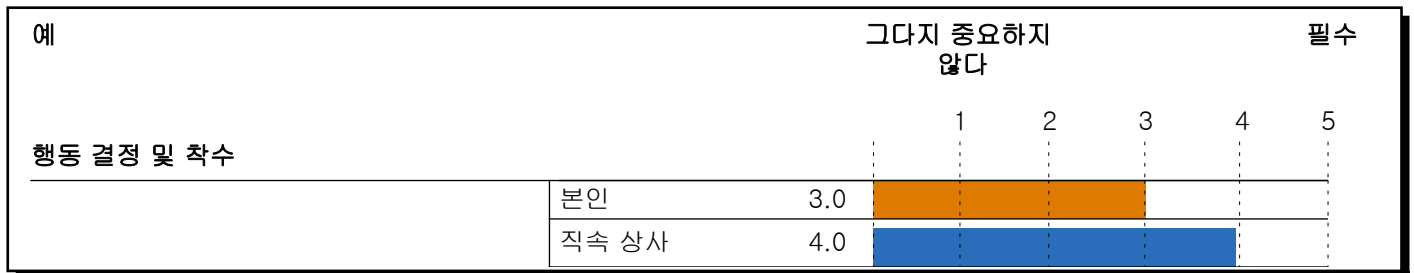 예 그다지 중요하지 필수
않다
1 2 3 4 5
행동 결정 및 착수
본인 3.0
직속 상사 4.0